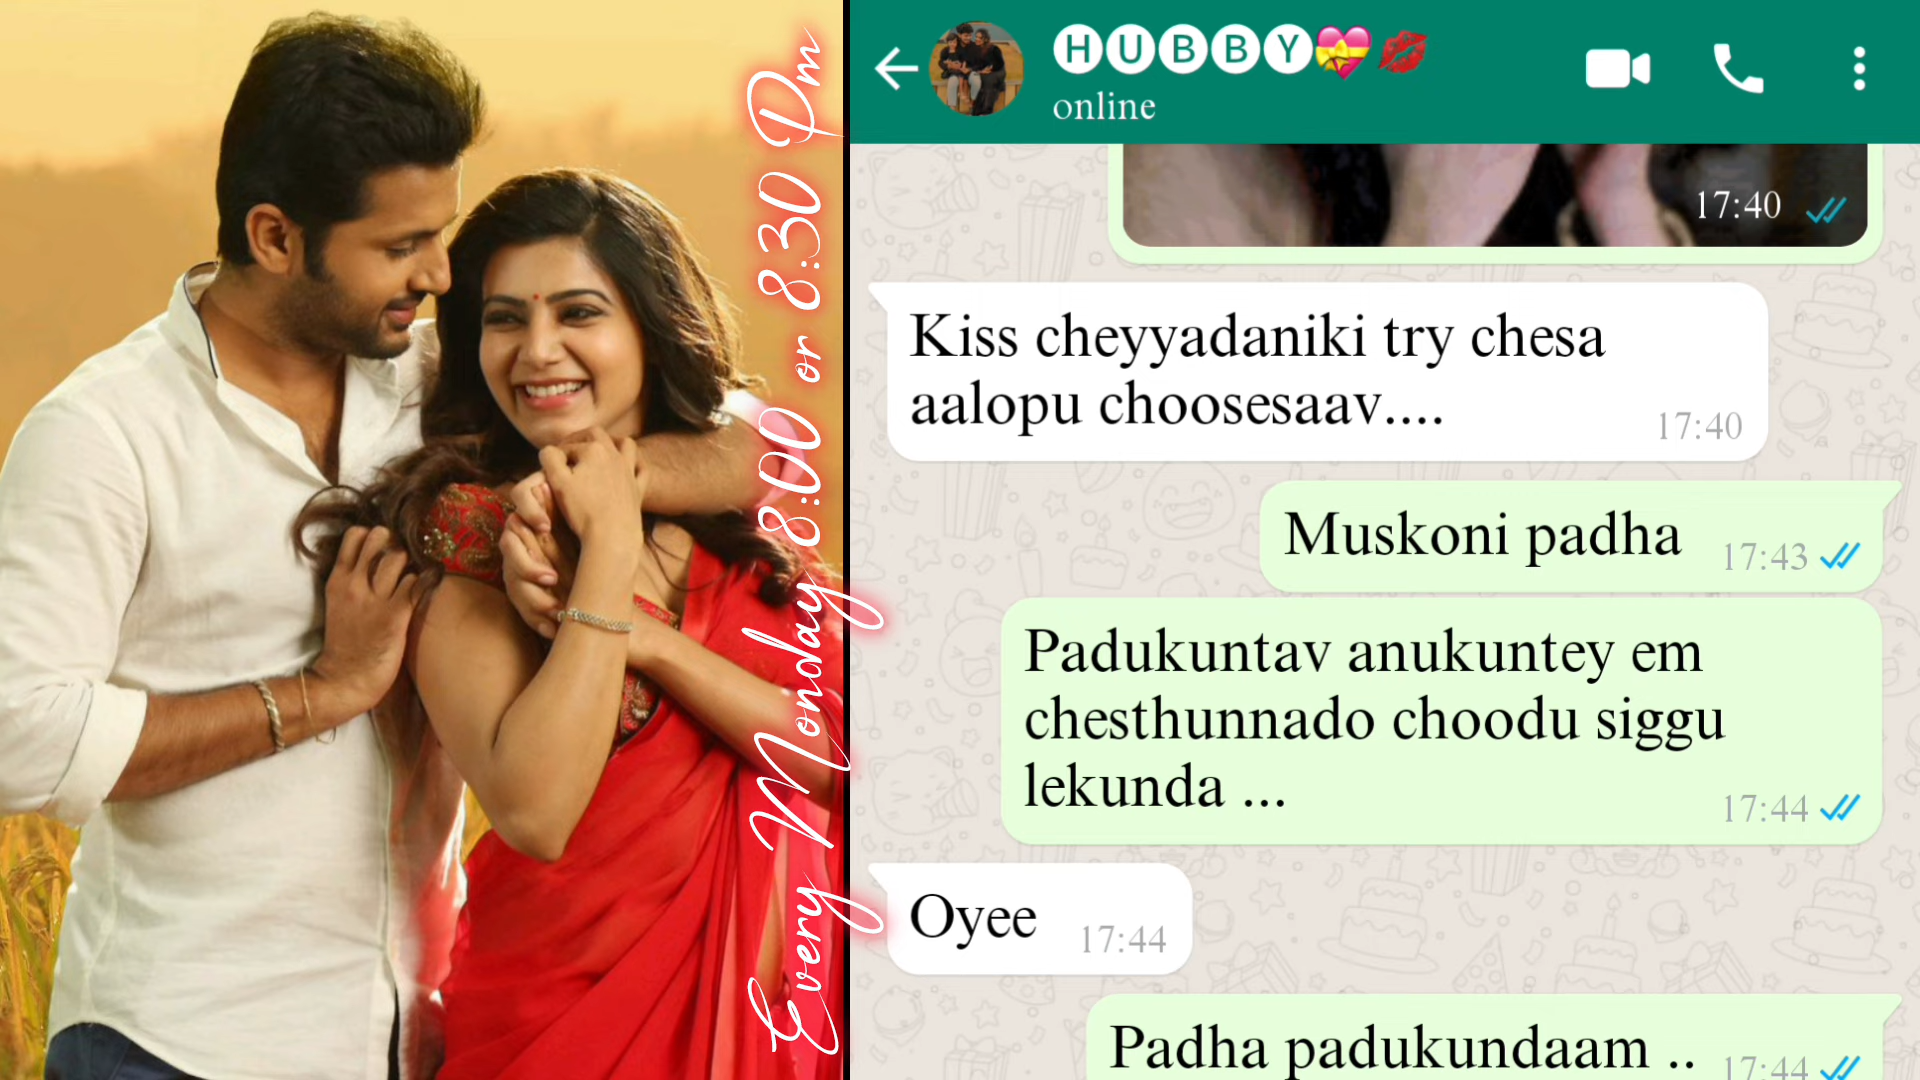 Every Monday 8:00 or 8:30 Pm
HUBBY💝💋
online
17:40
Kiss cheyyadaniki try chesa
aalopu choosesaav....
17:40
Muskoni padha
17:43
Padukuntav anukuntey em
chesthunnado choodu siggu
lekunda ...
17:44
Oyee
17:44
Padha padukundaam ..
17:44